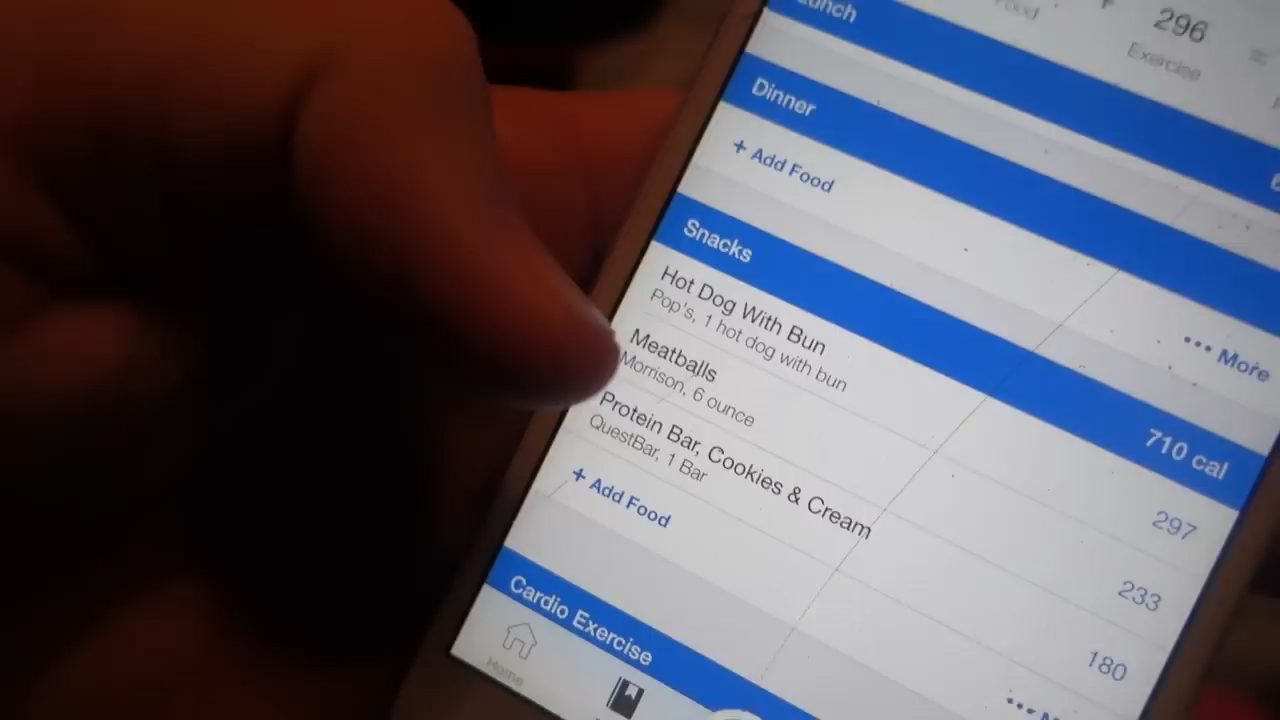 Food
296
Exercise
Lunch
Dinner
+ Add Food
••• More
Snacks
710 cal
Hot Dog With Bun
Pop's, 1 hot dog with bun
297
Meatballs
Morrison, 6 ounce
233
Protein Bar, Cookies & Cream
QuestBar, 1 Bar
180
+ Add Food
Cardio Exercise
Home